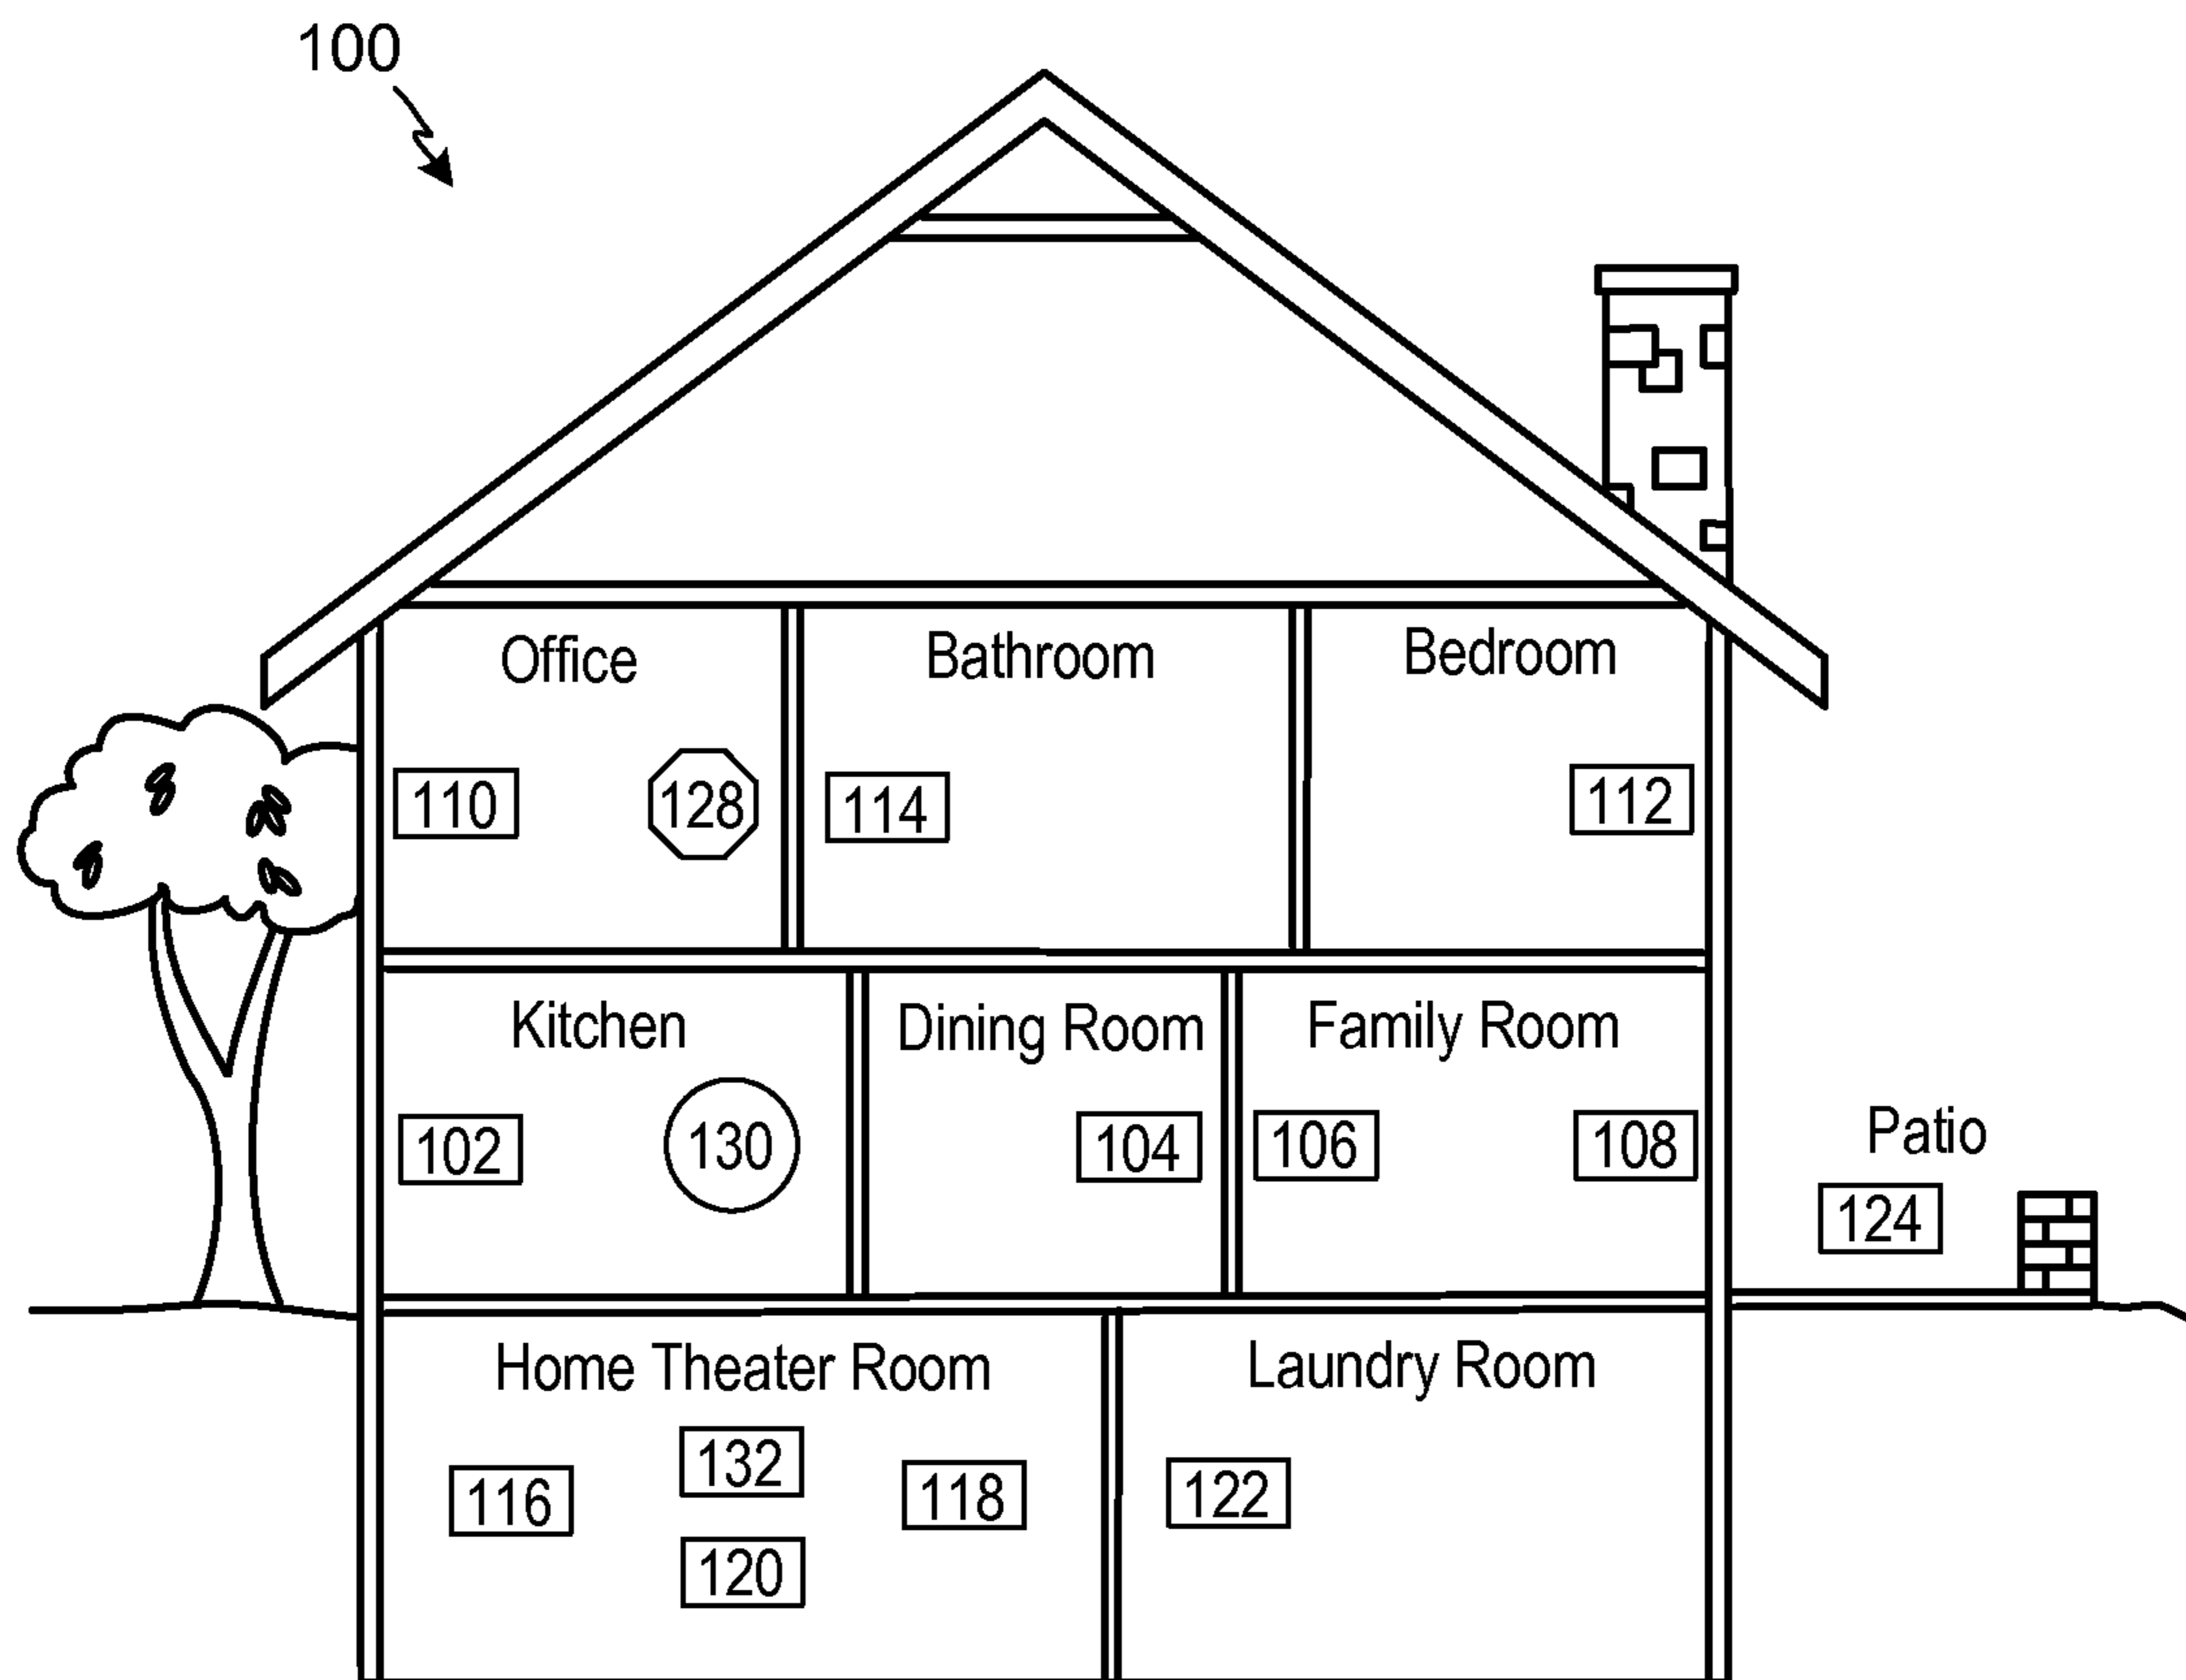 100
Office
Bathroom
Bedroom
110
128
114
112
Kitchen
Dining Room
Family Room
102
130
104
106
108
Patio
124
Home Theater Room
Laundry Room
132
116
118
122
120